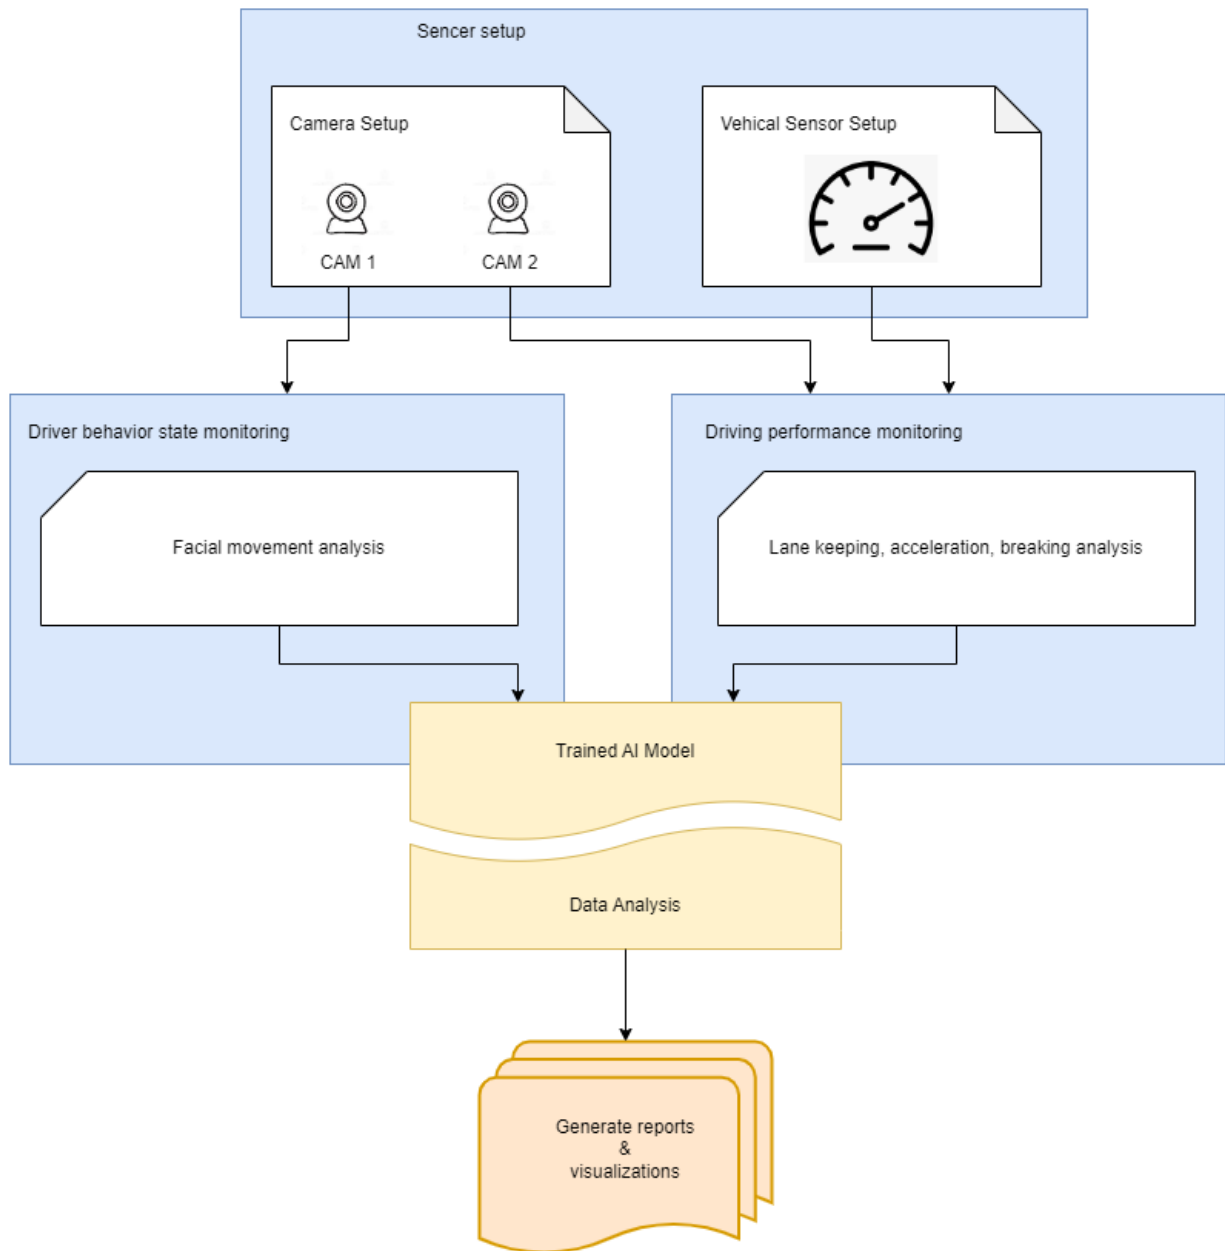 Sencer setup
Camera Setup
Vehical Sensor Setup
CAM 1
CAM 2
Driver behavior state monitoring
Driving performance monitoring
Facial movement analysis
Lane keeping, acceleration, breaking analysis
Trained AI Model
Data Analysis
Generate reports
&
visualizations